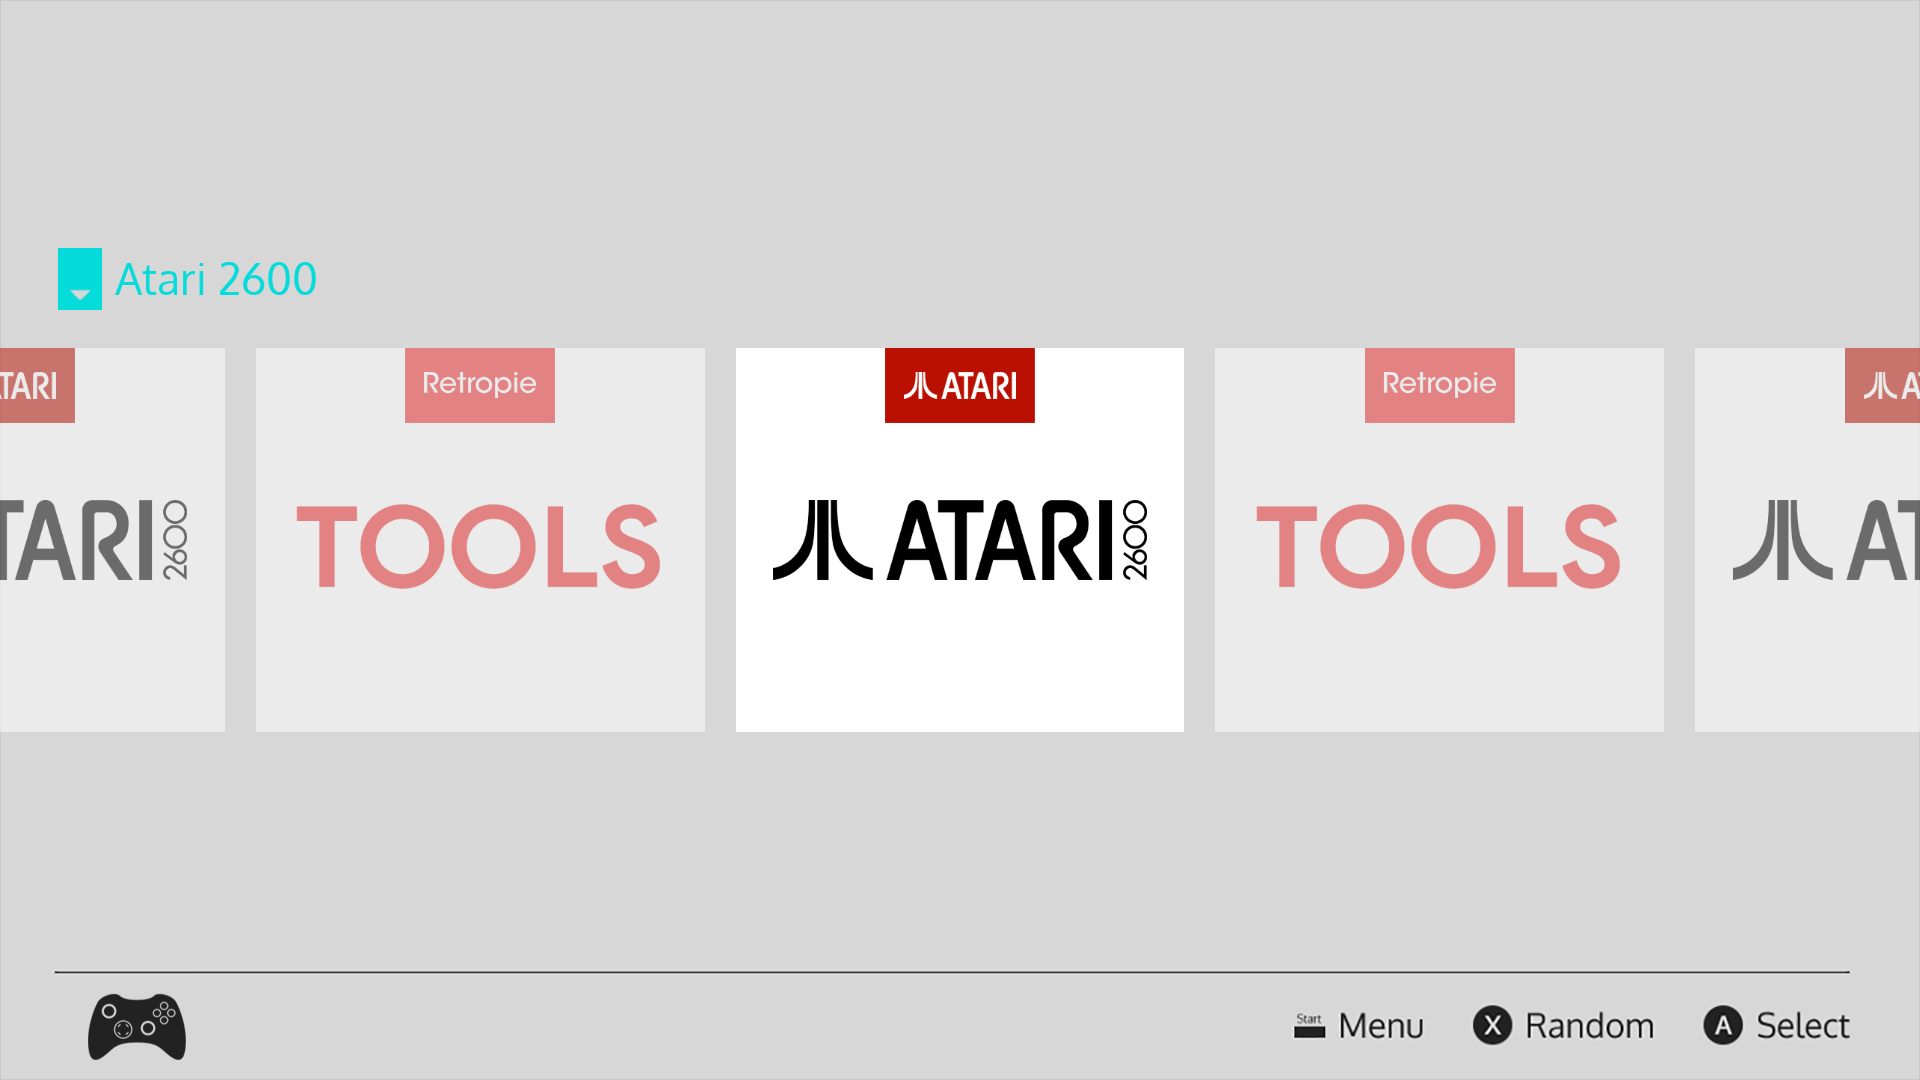 Atari 2600
TARI
Retropie
ATARI
Retropie
A
TARI 2600
TOOLS
ATARI 2600
TOOLS
AT
Start Menu
X Random
A Select